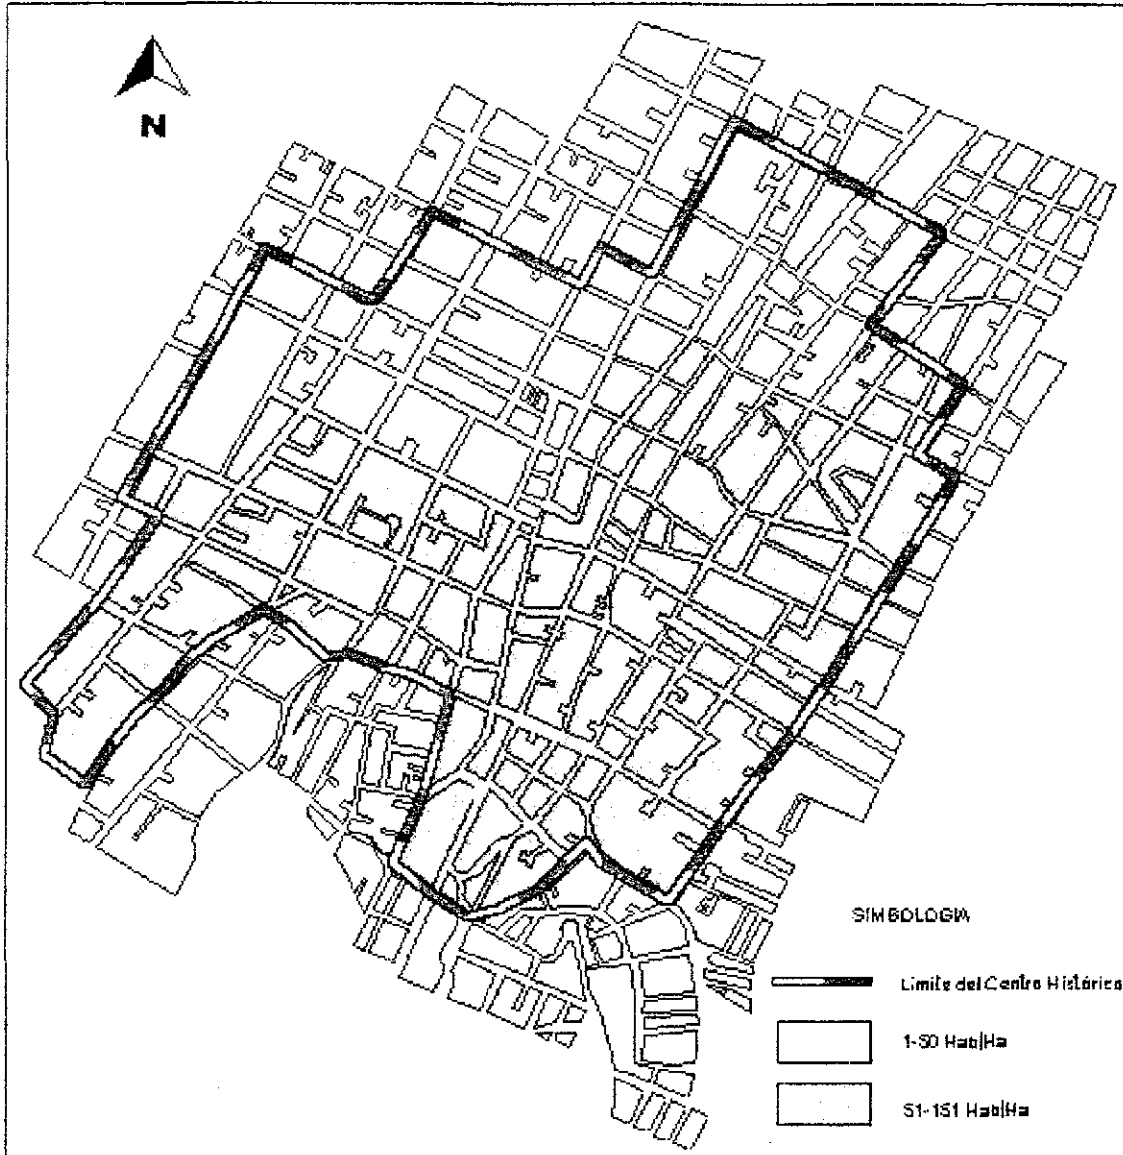 N
SIMBOLOGIA
Limite del Centro Histórico
1-50 Hab|Ha
51-151 Hab|Ha